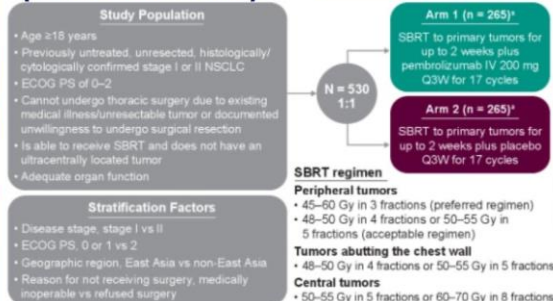 Study Population
• Age ≥18 years
• Previously untreated, unresected, histologically/
cytologically confirmed stage I or II NSCLC
• ECOG PS of 0–2
• Cannot undergo thoracic surgery due to existing
medical illness/unresectable tumor or documented
unwillingness to undergo surgical resection
• Is able to receive SBRT and does not have an
ultracentrally located tumor
• Adequate organ function
Stratification Factors
• Disease stage, stage I vs II
• ECOG PS, 0 or 1 vs 2
• Geographic region, East Asia vs non-East Asia
• Reason for not receiving surgery, medically
inoperable vs refused surgery
N = 530
1:1
Arm 1 (n = 265)ᵃ
SBRT to primary tumors for
up to 2 weeks plus
pembrolizumab IV 200 mg
Q3W for 17 cycles
Arm 2 (n = 265)ᵃ
SBRT to primary tumors for
up to 2 weeks plus placebo
Q3W for 17 cycles
SBRT regimen
Peripheral tumors
• 45–60 Gy in 3 fractions (preferred regimen)
• 48–50 Gy in 4 fractions or 50–55 Gy in
5 fractions (acceptable regimen)
Tumors abutting the chest wall
• 48–50 Gy in 4 fractions or 50–55 Gy in 5 fractions
Central tumors
• 50–55 Gy in 5 fractions or 60–70 Gy in 8 fractions